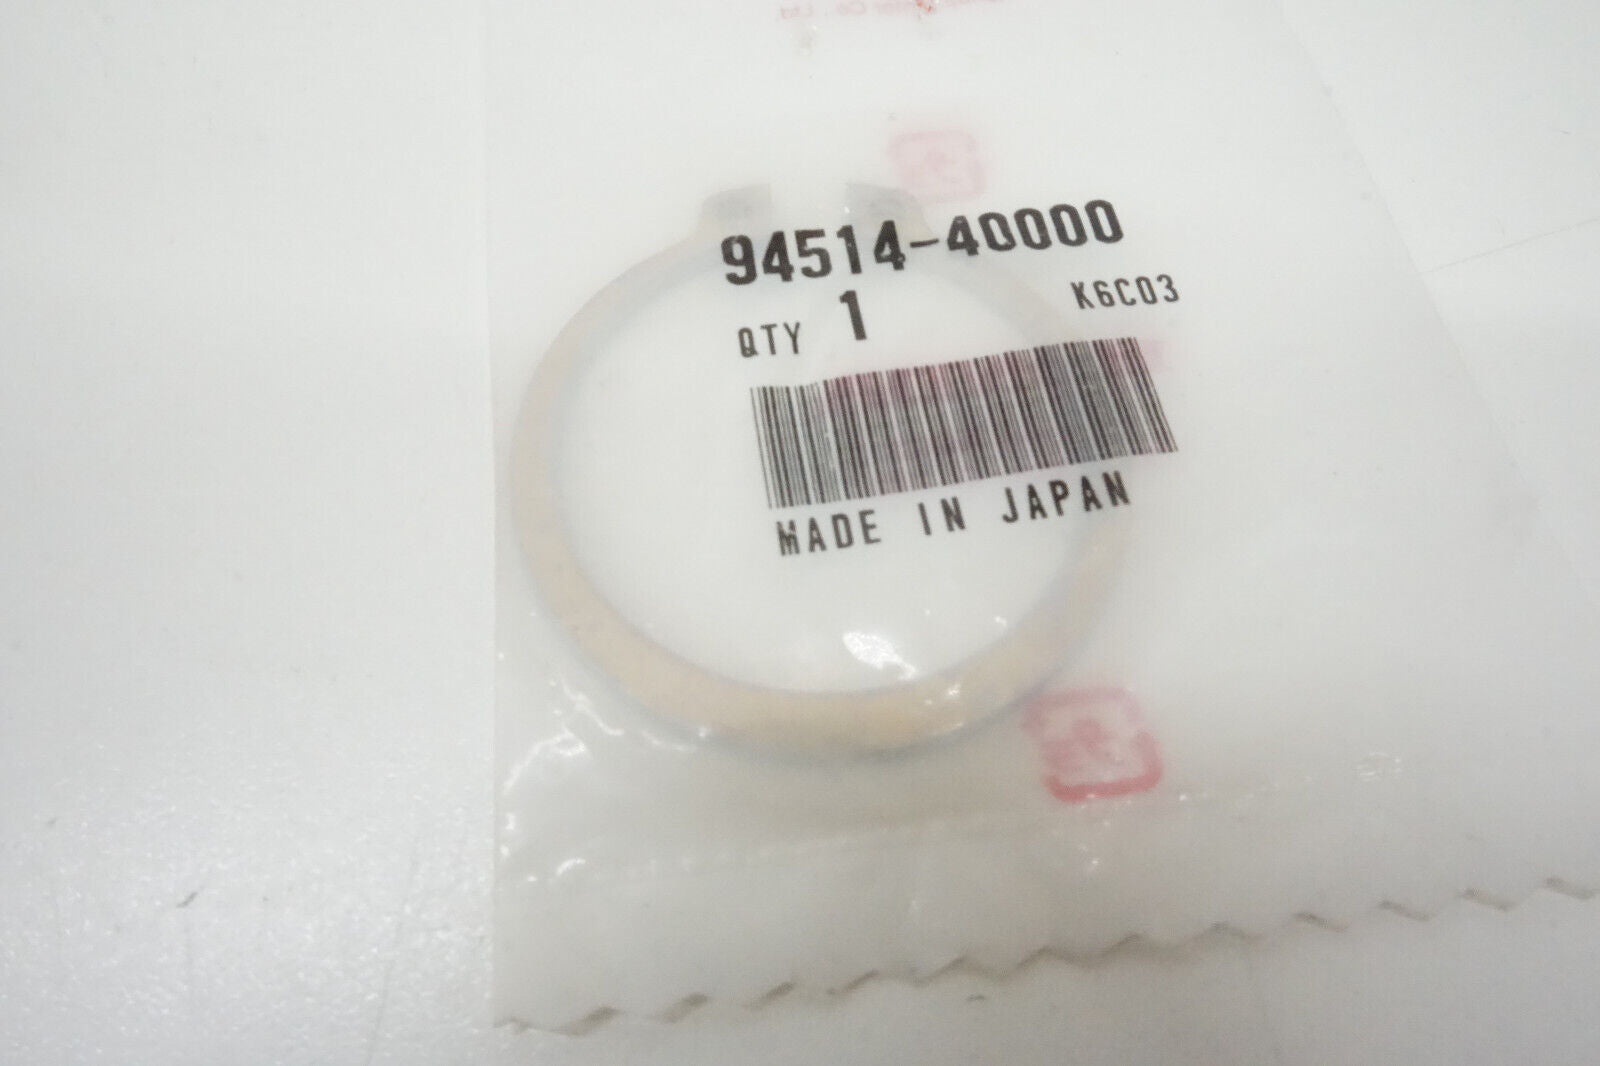 94514-40000
QTY 1 K6C03
MADE IN JAPAN